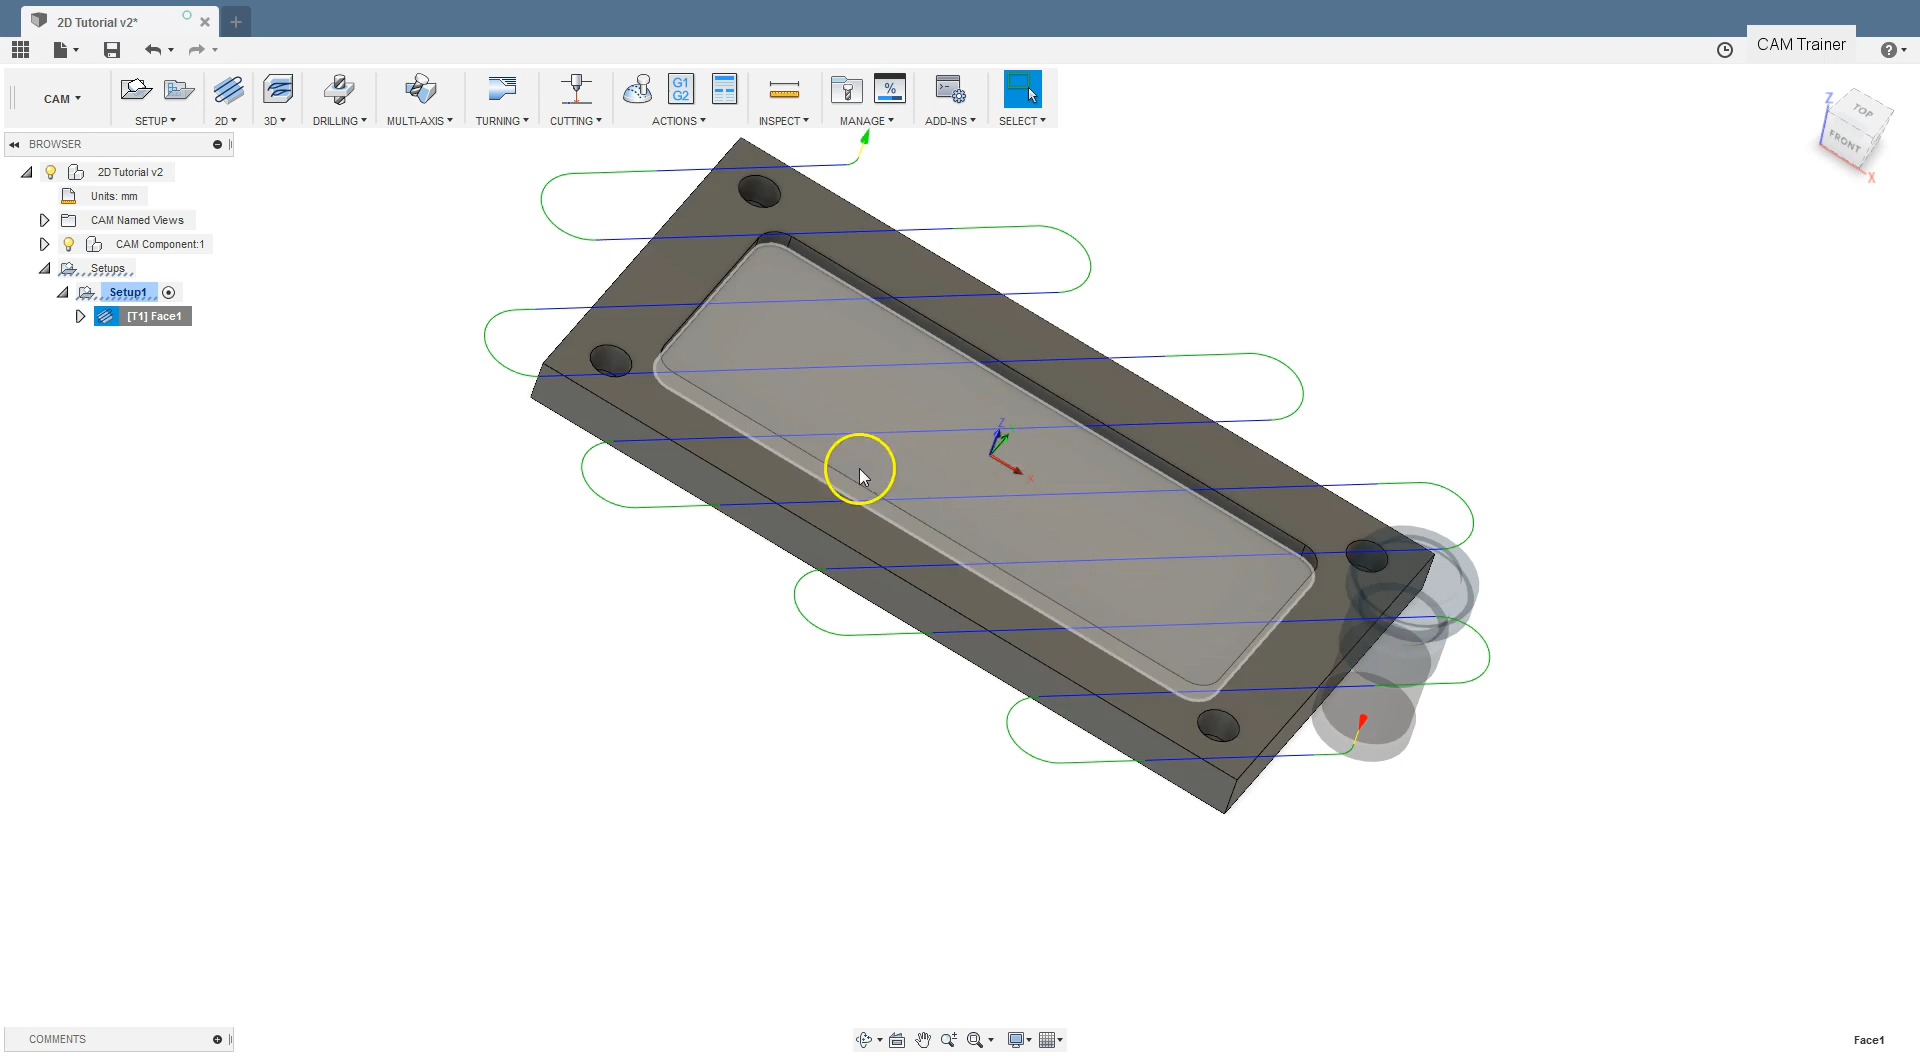 2D Tutorial v2*
CAM Trainer
CAM
G1
G2
%
SETUP
2D
3D
DRILLING
MULTI-AXIS
TURNING
CUTTING
ACTIONS
INSPECT
MANAGE
ADD-INS
SELECT
BROWSER
2D Tutorial v2
Units: mm
CAM Named Views
CAM Component:1
Setups
Setup1
[T1] Face1
Z
TOP
FRONT
X
Z
X
COMMENTS
Face1